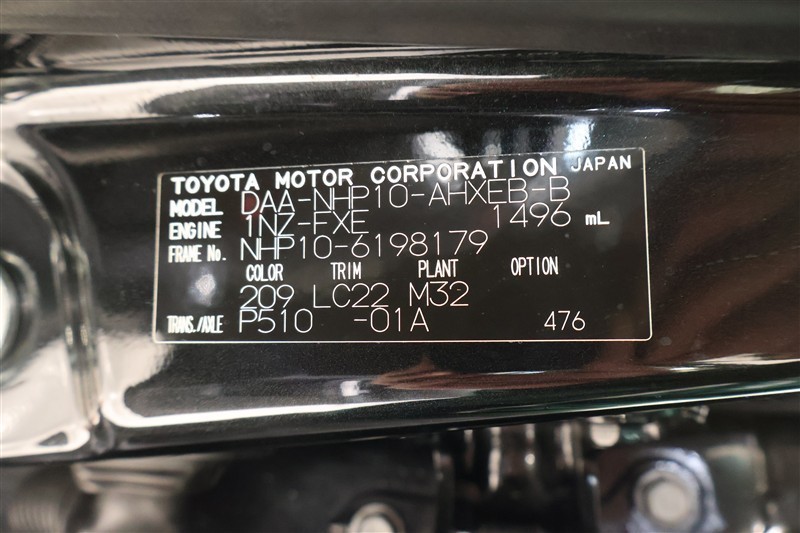 TOYOTA MOTOR CORPORATION JAPAN
MODEL DAA-NHP10-AHXEB-B
ENGINE 1NZ-FXE 1496 mL
FRAME No. NHP10-6198179
COLOR TRIM PLANT OPTION
209 LC22 M32
TRANS./AXLE P510 -01A 476